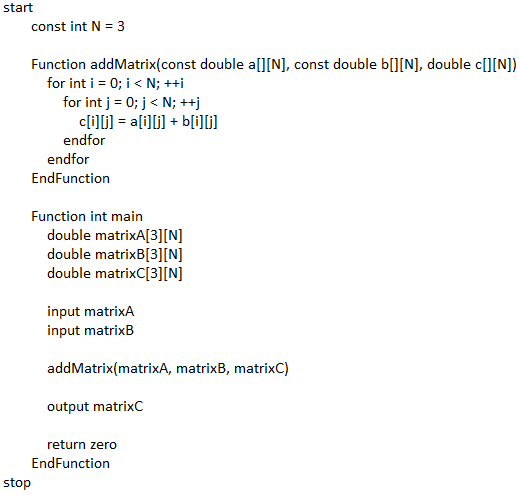 start
const int N = 3
Function addMatrix(const double a[][N], const double b[][N], double c[][N])
for int i = 0; i < N; ++i
for int j = 0; j < N; ++j
c[i][j] = a[i][j] + b[i][j]
endfor
endfor
EndFunction
Function int main
double matrixA[3][N]
double matrixB[3][N]
double matrixC[3][N]
input matrixA
input matrixB
addMatrix(matrixA, matrixB, matrixC)
output matrixC
return zero
EndFunction
stop